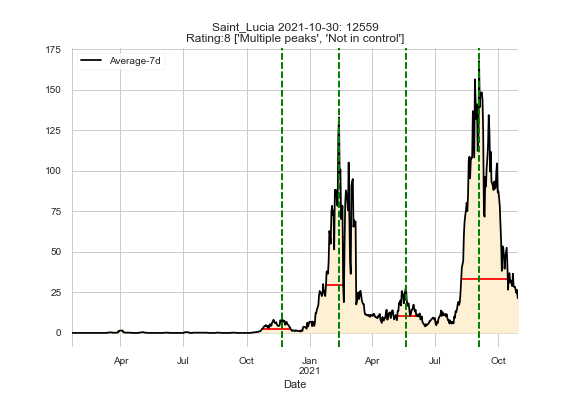 Saint_Lucia 2021-10-30: 12559
Rating:8 ['Multiple peaks', 'Not in control']
Average-7d
175
150
125
100
75
50
25
0
Apr Jul Oct Jan Apr Jul Oct
2021
Date